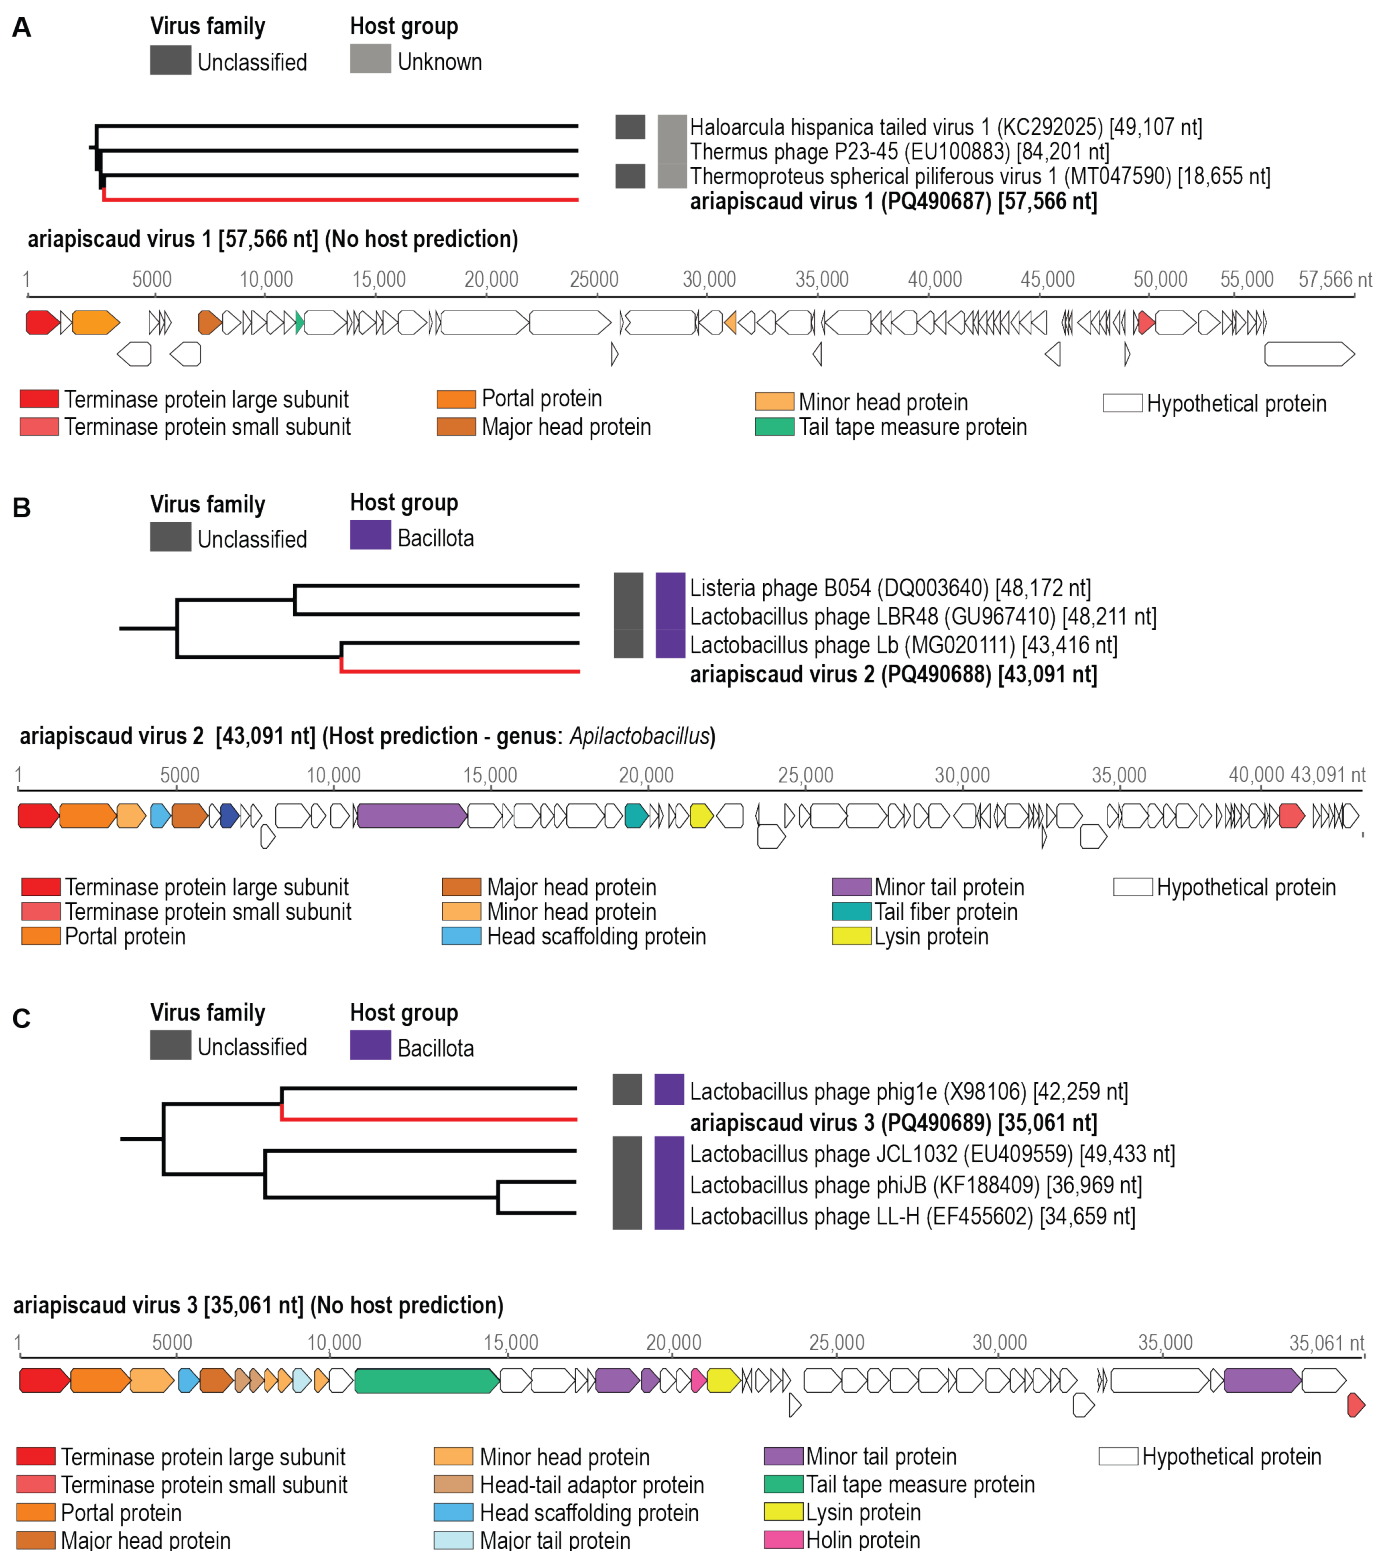 A
Virus family
Host group
Unclassified
Unknown
Haloarcula hispanica tailed virus 1 (KC292025) [49,107 nt]
Thermus phage P23-45 (EU100883) [84,201 nt]
Thermoproteus spherical piliferous virus 1 (MT047590) [18,655 nt]
ariapiscaud virus 1 (PQ490687) [57,566 nt]
ariapiscaud virus 1 [57,566 nt] (No host prediction)
1 5000 10,000 15,000 20,000 25000 30,000 35,000 40,000 45,000 50,000 55,000 57,566 nt
Terminase protein large subunit
Portal protein
Minor head protein
Hypothetical protein
Terminase protein small subunit
Major head protein
Tail tape measure protein
B
Virus family
Host group
Unclassified
Bacillota
Listeria phage B054 (DQ003640) [48,172 nt]
Lactobacillus phage LBR48 (GU967410) [48,211 nt]
Lactobacillus phage Lb (MG020111) [43,416 nt]
ariapiscaud virus 2 (PQ490688) [43,091 nt]
ariapiscaud virus 2 [43,091 nt] (Host prediction - genus: Apilactobacillus)
1 5000 10,000 15,000 20,000 25,000 30,000 35,000 40,000 43,091 nt
Terminase protein large subunit
Major head protein
Minor tail protein
Hypothetical protein
Terminase protein small subunit
Minor head protein
Tail fiber protein
Portal protein
Head scaffolding protein
Lysin protein
C
Virus family
Host group
Unclassified
Bacillota
Lactobacillus phage phig1e (X98106) [42,259 nt]
ariapiscaud virus 3 (PQ490689) [35,061 nt]
Lactobacillus phage JCL1032 (EU409559) [49,433 nt]
Lactobacillus phage phiJB (KF188409) [36,969 nt]
Lactobacillus phage LL-H (EF455602) [34,659 nt]
ariapiscaud virus 3 [35,061 nt] (No host prediction)
1 5000 10,000 15,000 20,000 25,000 30,000 35,000 35,061 nt
Terminase protein large subunit
Minor head protein
Minor tail protein
Hypothetical protein
Terminase protein small subunit
Head-tail adaptor protein
Tail tape measure protein
Portal protein
Head scaffolding protein
Lysin protein
Major head protein
Major tail protein
Holin protein